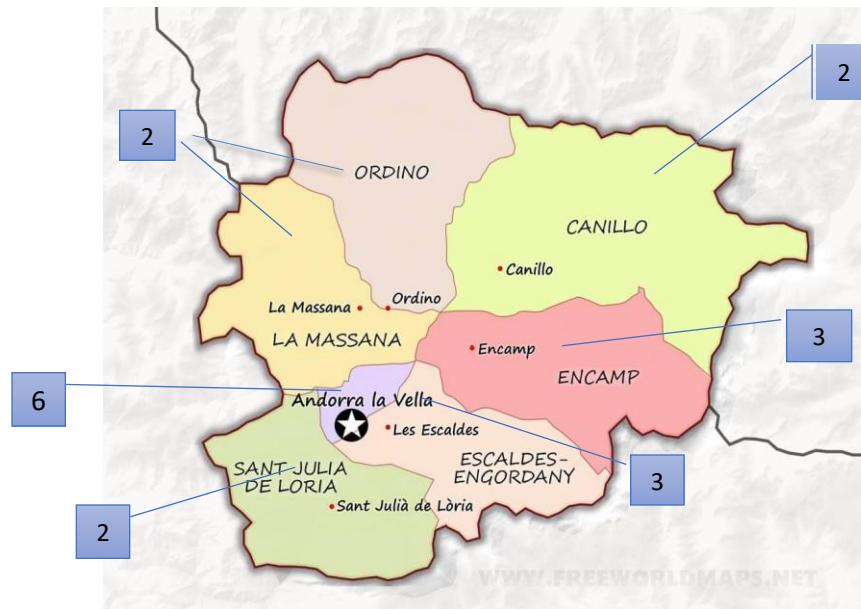 2
2
ORDINO
CANILLO
Canillo
La Massana
Ordino
LA MASSANA
3
Encamp
ENCAMP
6
Andorra la Vella
Les Escaldes
ESCALDES-
ENGORDANY
SANT JULIA
DE LORIA
3
Sant Julià de Lòria
2
WWW.FREEWORLDMAPS.NET